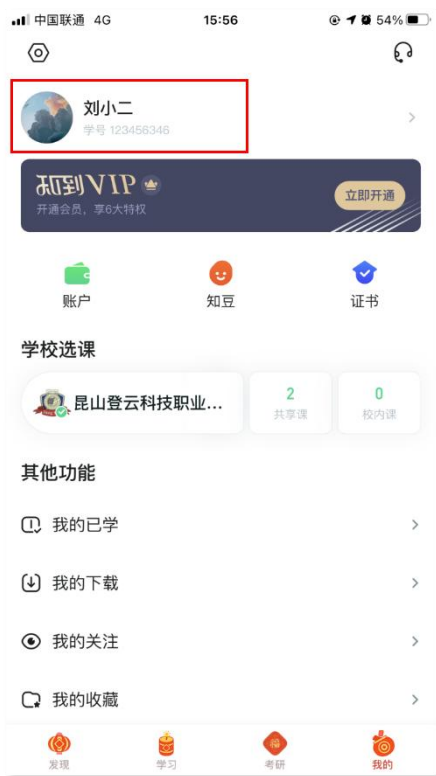 中国联通 4G 15:56 54%
刘小二
学号 123456346
知到VIP
开通会员，享6大特权
立即开通
账户 知豆 证书
学校选课
昆山登云科技职业... 2 0
共享课 校内课
其他功能
我的已学
我的下载
我的关注
我的收藏
福
发现 学习 考研 我的